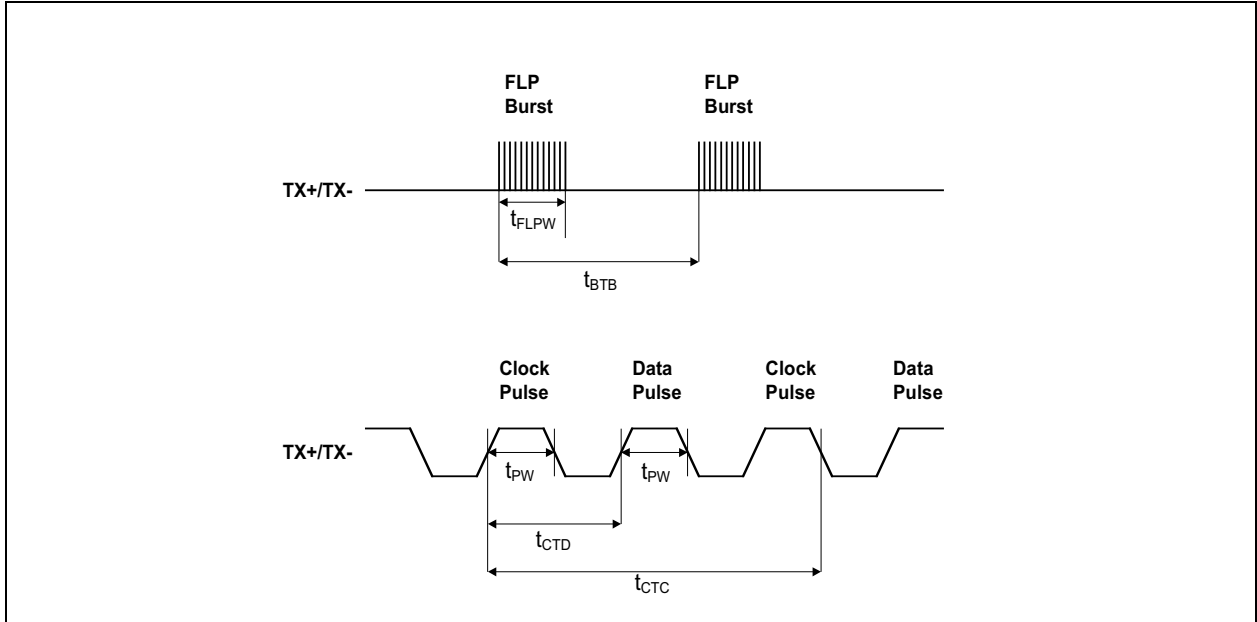 FLP FLP
Burst Burst
TX+/TX-
tFLPW
tBTB
Clock Data Clock Data
Pulse Pulse Pulse Pulse
TX+/TX-
tPW tPW
tCTD
tCTC